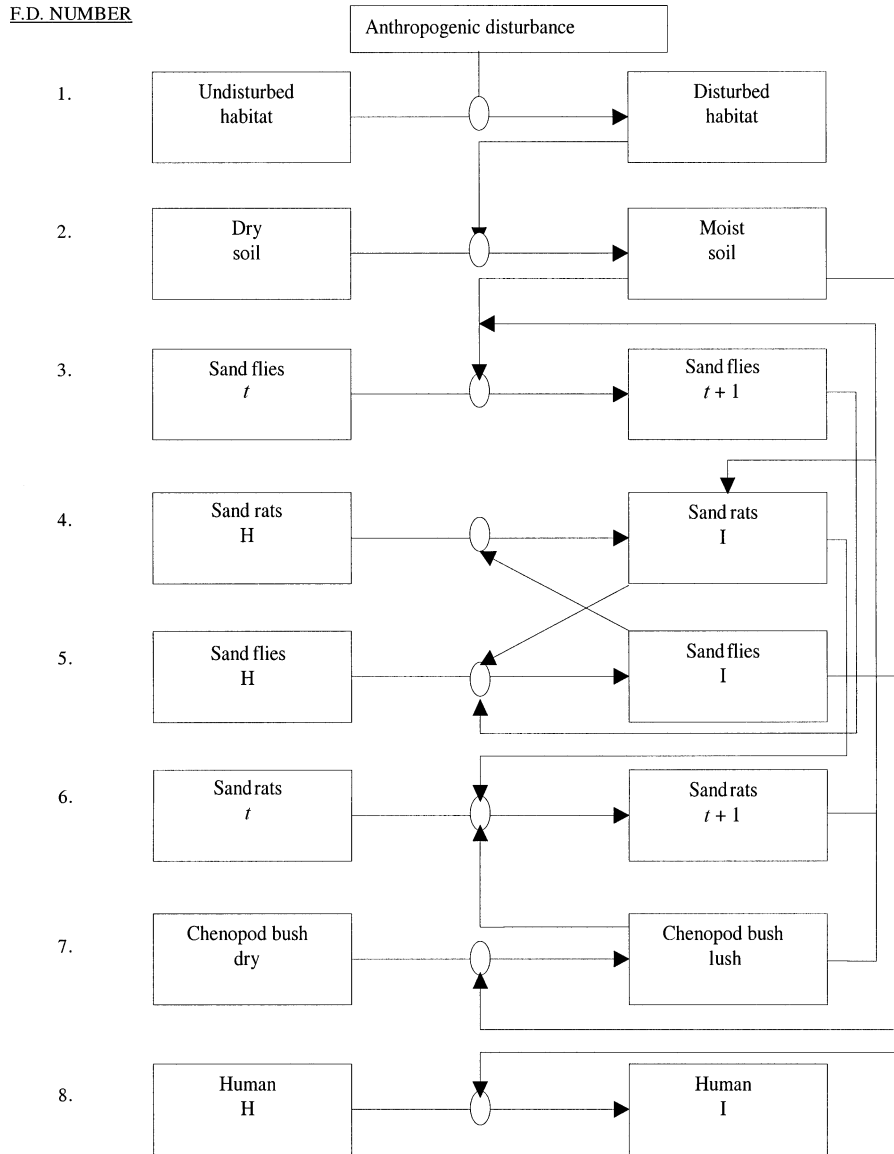 F.D. NUMBER
Anthropogenic disturbance
1.
Undisturbed
habitat
Disturbed
habitat
2.
Dry
soil
Moist
soil
3.
Sand flies
t
Sand flies
t + 1
4.
Sand rats
H
Sand rats
I
5.
Sand flies
H
Sand flies
I
6.
Sand rats
t
Sand rats
t + 1
7.
Chenopod bush
dry
Chenopod bush
lush
8.
Human
H
Human
I